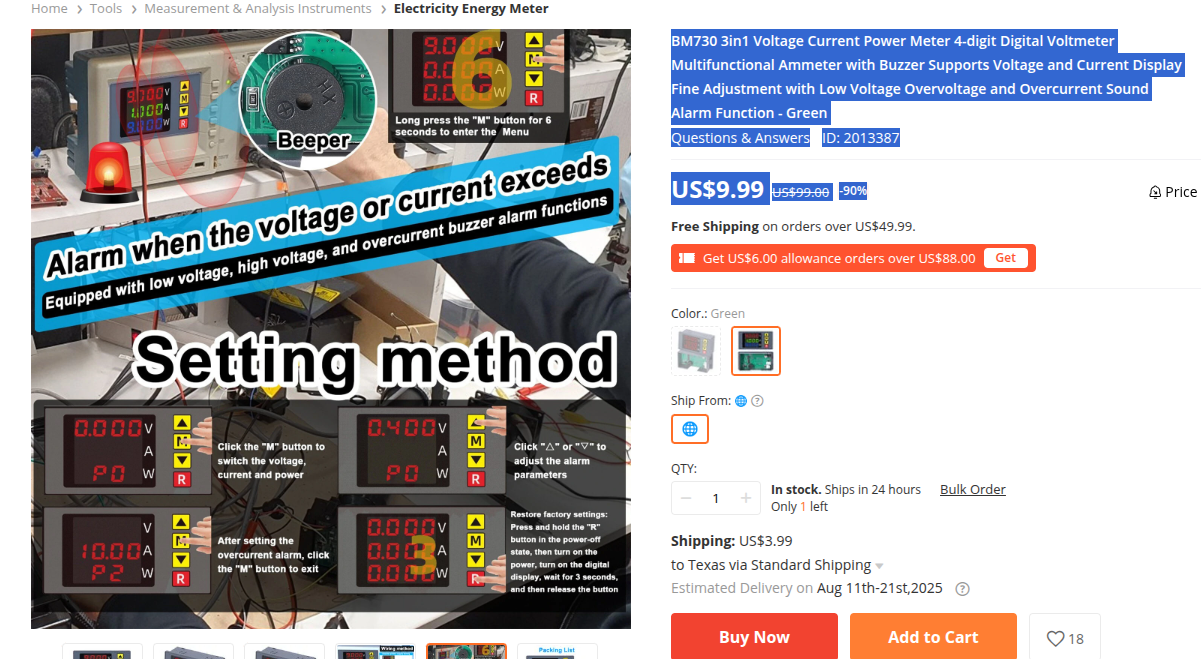 Home > Tools > Measurement & Analysis Instruments > Electricity Energy Meter
9.000V
1.000A
9.000W
M
R
Beeper
9.000V
0.000A
0.000W
M
R
6
Long press the "M" button for 6
seconds to enter the Menu
Alarm when the voltage or current exceeds
Equipped with low voltage, high voltage, and overcurrent buzzer alarm functions
Setting method
0.000 V
A
P0 W
▲
M
▼
R
Click the "M" button to
switch the voltage,
current and power
0.400 V
A
P0 W
▲
M
▼
R
Click "△" or "▽" to
adjust the alarm
parameters
V
10.00 A
P2 W
▲
M
▼
R
After setting the
overcurrent alarm, click
the "M" button to exit
0.000 V
0.000 A
0.000 W
3
▲
M
▼
R
Restore factory settings:
Press and hold the "R"
button in the power-off
state, then turn on the
power, turn on the digital
display, wait for 3 seconds,
and then release the button
Wiring method
Packing List
BM730 3in1 Voltage Current Power Meter 4-digit Digital Voltmeter
Multifunctional Ammeter with Buzzer Supports Voltage and Current Display
Fine Adjustment with Low Voltage Overvoltage and Overcurrent Sound
Alarm Function - Green
Questions & Answers ID: 2013387
US$9.99 US$99.00 -90%
Price
Free Shipping on orders over US$49.99.
Get US$6.00 allowance orders over US$88.00 Get
Color.: Green
Ship From: ?
QTY:
− 1 +
In stock. Ships in 24 hours Bulk Order
Only 1 left
Shipping: US$3.99
to Texas via Standard Shipping
Estimated Delivery on Aug 11th-21st,2025 ?
Buy Now
Add to Cart
18